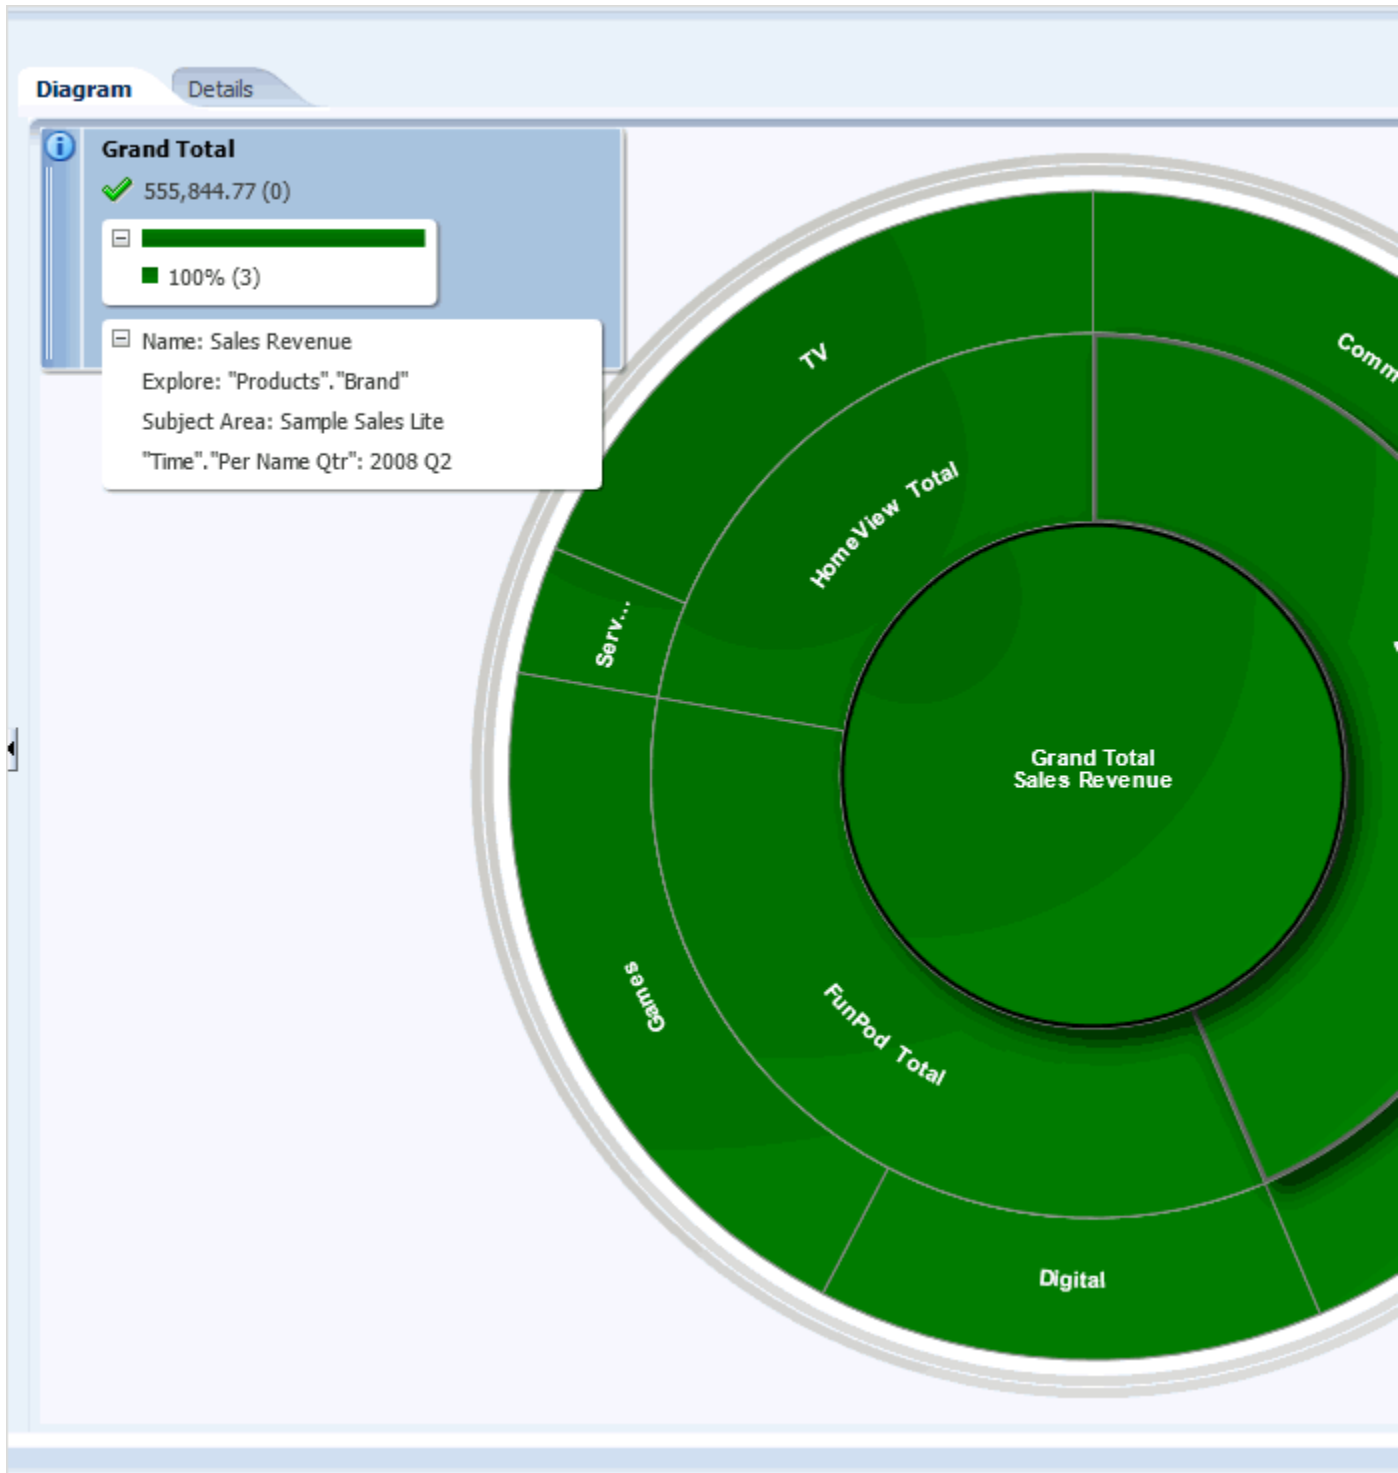 Diagram
Details
Grand Total
555,844.77 (0)
100% (3)
Name: Sales Revenue
Explore: "Products"."Brand"
Subject Area: Sample Sales Lite
"Time"."Per Name Qtr": 2008 Q2
TV
Comm
HomeView Total
Serv...
Grand Total
Sales Revenue
Games
FunPod Total
Digital